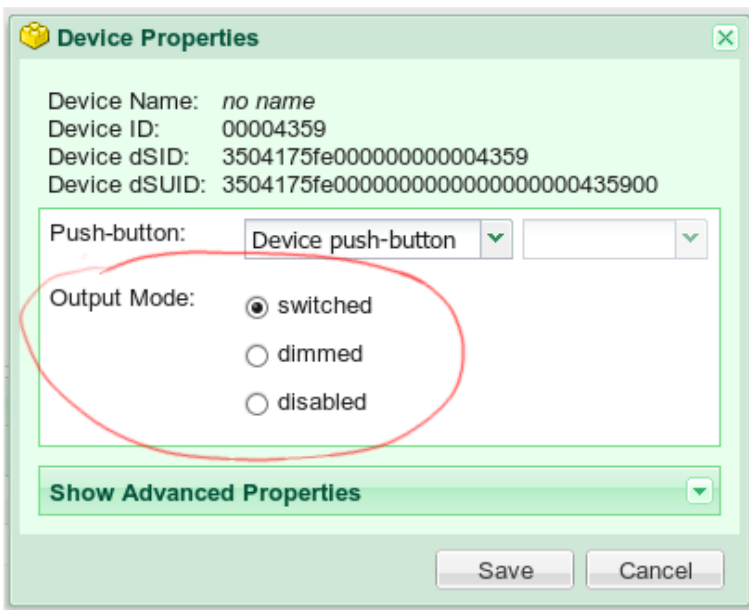 Device Properties
Device Name: no name
Device ID: 00004359
Device dSID: 3504175fe000000000004359
Device dSUID: 3504175fe0000000000000000000435900
Push-button: Device push-button
Output Mode: switched
dimmed
disabled
Show Advanced Properties
Save Cancel